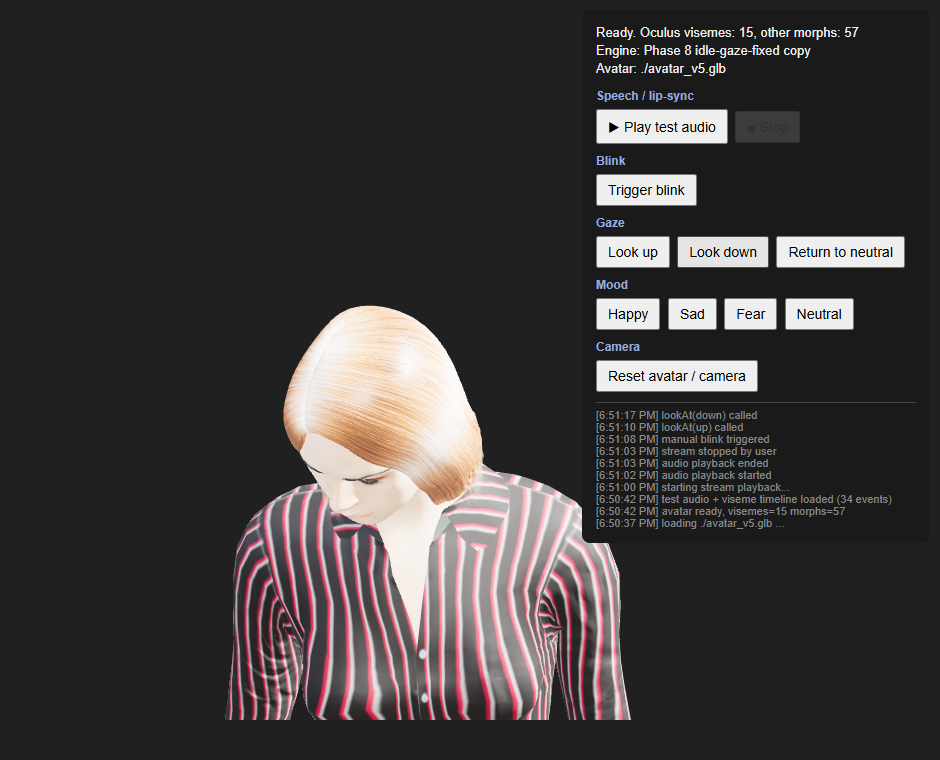 Ready. Oculus visemes: 15, other morphs: 57
Engine: Phase 8 idle-gaze-fixed copy
Avatar: ./avatar_v5.glb
Speech / lip-sync
▶ Play test audio ■ Stop
Blink
Trigger blink
Gaze
Look up Look down Return to neutral
Mood
Happy Sad Fear Neutral
Camera
Reset avatar / camera
[6:51:17 PM] lookAt(down) called
[6:51:10 PM] lookAt(up) called
[6:51:08 PM] manual blink triggered
[6:51:03 PM] stream stopped by user
[6:51:03 PM] audio playback ended
[6:51:02 PM] audio playback started
[6:51:00 PM] starting stream playback...
[6:50:42 PM] test audio + viseme timeline loaded (34 events)
[6:50:42 PM] avatar ready, visemes=15 morphs=57
[6:50:37 PM] loading ./avatar_v5.glb ...